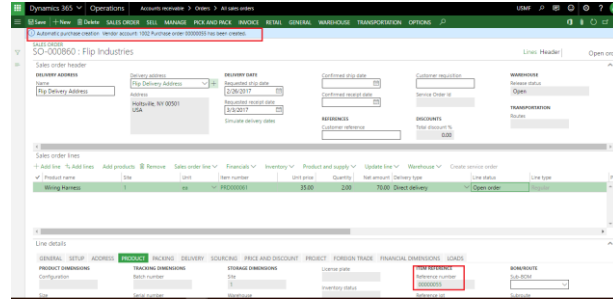 Dynamics 365 Operations Accounts receivable > Orders > All sales orders USMF
Save + New Delete SALES ORDER SELL MANAGE PICK AND PACK INVOICE RETAIL GENERAL WAREHOUSE TRANSPORTATION OPTIONS
Automatic purchase creation. Vendor account: 1002 Purchase order 00000055 has been created.
SALES ORDER
SO-000860 : Flip Industries
Lines Header Open ord
Sales order header
DELIVERY ADDRESS Delivery address DELIVERY DATE Confirmed ship date Customer requisition WAREHOUSE
Name Flip Delivery Address Requested ship date Release status
Flip Delivery Address Address 2/26/2017 Confirmed receipt date Service Order id Open
Holtsville, NY 00501 Requested receipt date
USA 3/3/2017 TRANSPORTATION
Simulate delivery dates REFERENCES DISCOUNTS Routes
Customer reference Total discount %
0.00
Sales order lines
+ Add line Add lines Add products Remove Sales order line Financials Inventory Product and supply Update line Warehouse Create service order
Product name Site Unit Item number Unit price Quantity Net amount Delivery type Line status Line type
Wiring Harness 1 ea 35.00 2.00 70.00 Direct delivery Open order Regular
Line details
GENERAL SETUP ADDRESS PRODUCT PACKING DELIVERY SOURCING PRICE AND DISCOUNT PROJECT FOREIGN TRADE FINANCIAL DIMENSIONS LOADS
PRODUCT DIMENSIONS TRACKING DIMENSIONS STORAGE DIMENSIONS License plate ITEM REFERENCE BOM/ROUTE
Configuration Batch number Site Reference number Sub-BOM
1 Inventory status 00000055
Size Serial number Warehouse Reference lot Subroute